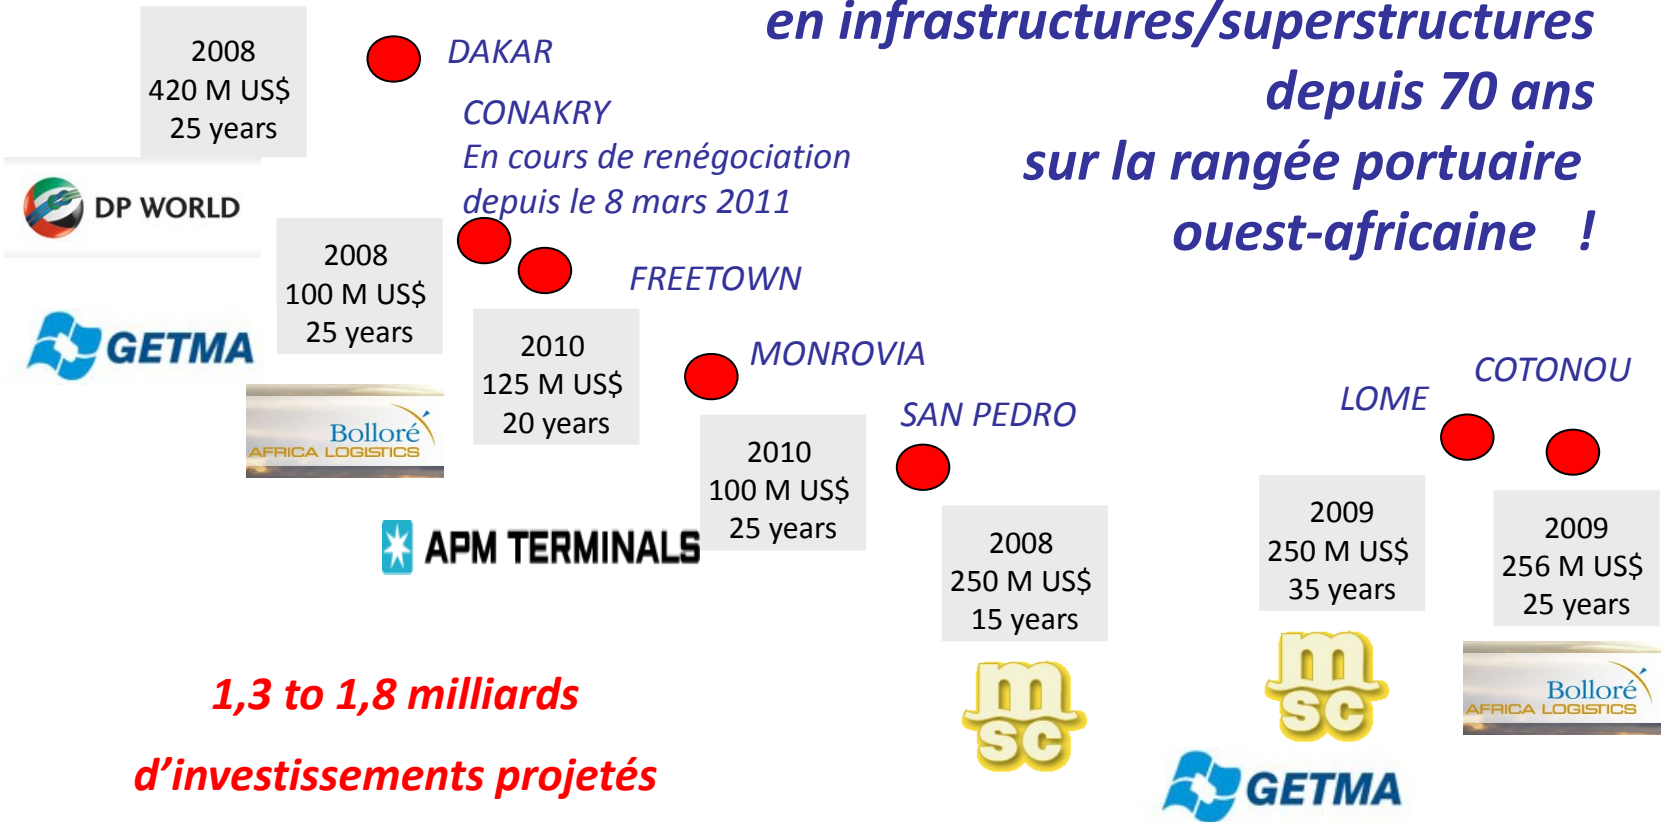 en infrastructures/superstructures
depuis 70 ans
sur la rangée portuaire
ouest-africaine !
2008
420 M US$
25 years
DAKAR
DP WORLD
CONAKRY
En cours de renégociation
depuis le 8 mars 2011
2008
100 M US$
25 years
GETMA
FREETOWN
2010
125 M US$
20 years
Bolloré
AFRICA LOGISTICS
MONROVIA
2010
100 M US$
25 years
APM TERMINALS
SAN PEDRO
2008
250 M US$
15 years
msc
LOME
2009
250 M US$
35 years
msc
GETMA
COTONOU
2009
256 M US$
25 years
Bolloré
AFRICA LOGISTICS
1,3 to 1,8 milliards
d’investissements projetés